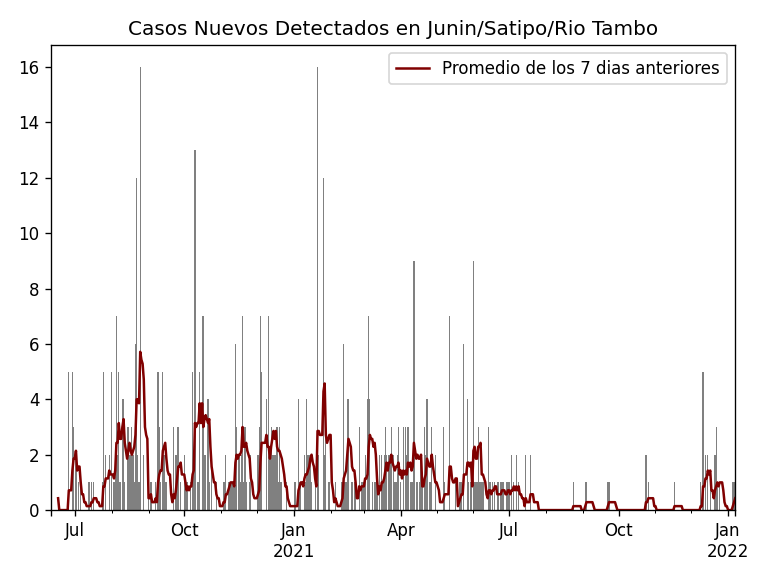 Casos Nuevos Detectados en Junin/Satipo/Rio Tambo
Promedio de los 7 dias anteriores
16
14
12
10
8
6
4
2
0
Jul
Oct
Jan
2021
Apr
Jul
Oct
Jan
2022